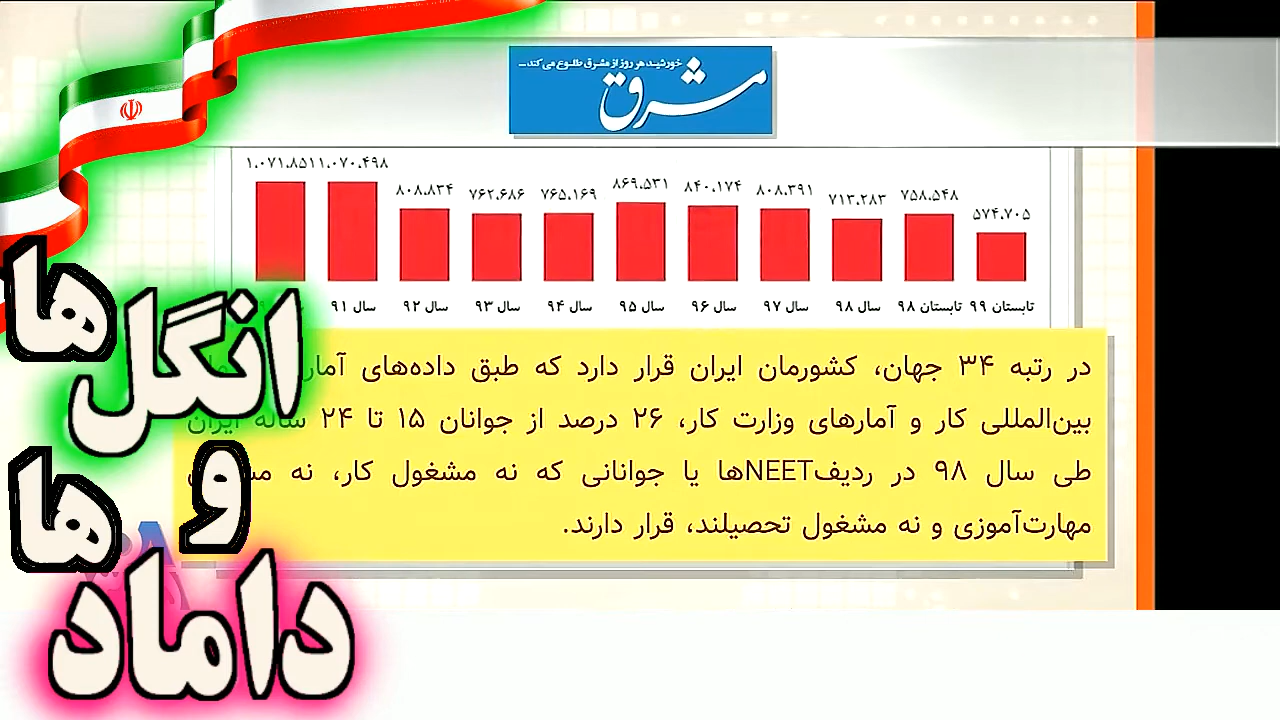 خورشید هر روز از مشرق طلوع می‌کند...
مشرق
۱،۰۷۱،۸۵۱ ۱،۰۷۰،۴۹۸ ۸۰۸،۸۳۴ ۷۶۲،۶۸۶ ۷۶۵،۱۶۹ ۸۶۹،۵۳۱ ۸۴۰،۱۷۴ ۸۰۸،۳۹۱ ۷۱۳،۲۸۳ ۷۵۸،۵۴۸ ۵۷۴،۷۰۵
سال ۹۱ سال ۹۲ سال ۹۳ سال ۹۴ سال ۹۵ سال ۹۶ سال ۹۷ سال ۹۸ تابستان ۹۸ تابستان ۹۹
در رتبه ۳۴ جهان، کشورمان ایران قرار دارد که طبق داده‌های
بین‌المللی کار و آمارهای وزارت کار، ۲۶ درصد از جوانان ۱۵ تا ۲۴ ساله ایران
طی سال ۹۸ در ردیفNEETها یا جوانانی که نه مشغول کار، نه
مهارت‌آموزی و نه مشغول تحصیلند، قرار دارند.
انگل ها
و
داماد ها